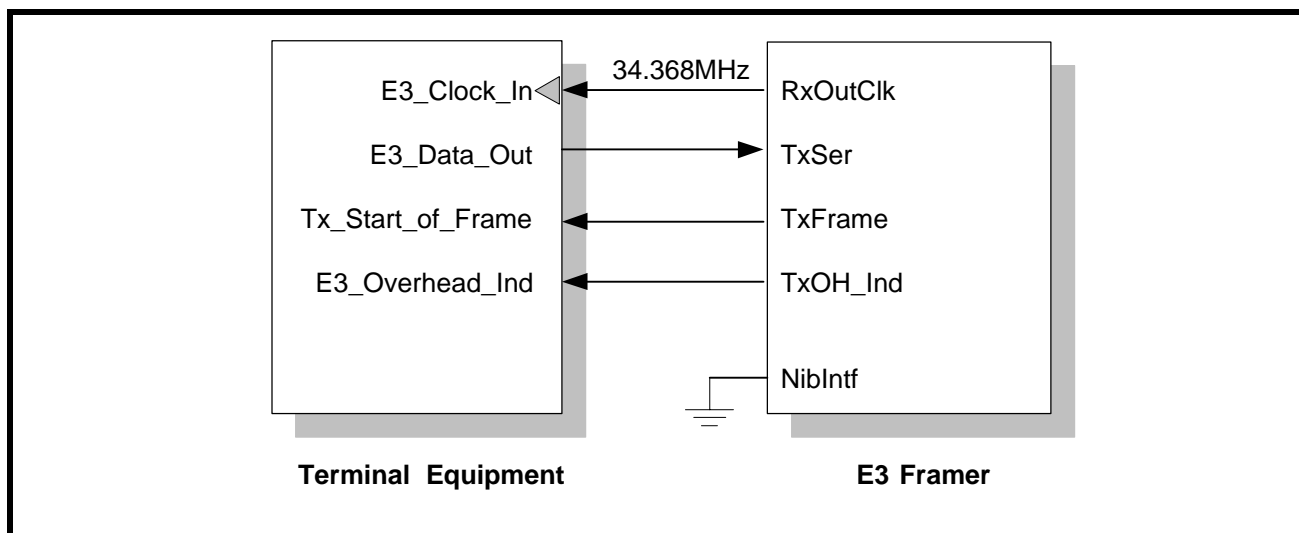 34.368MHz
E3_Clock_In
RxOutClk
E3_Data_Out
TxSer
Tx_Start_of_Frame
TxFrame
E3_Overhead_Ind
TxOH_Ind
NibIntf
Terminal Equipment
E3 Framer